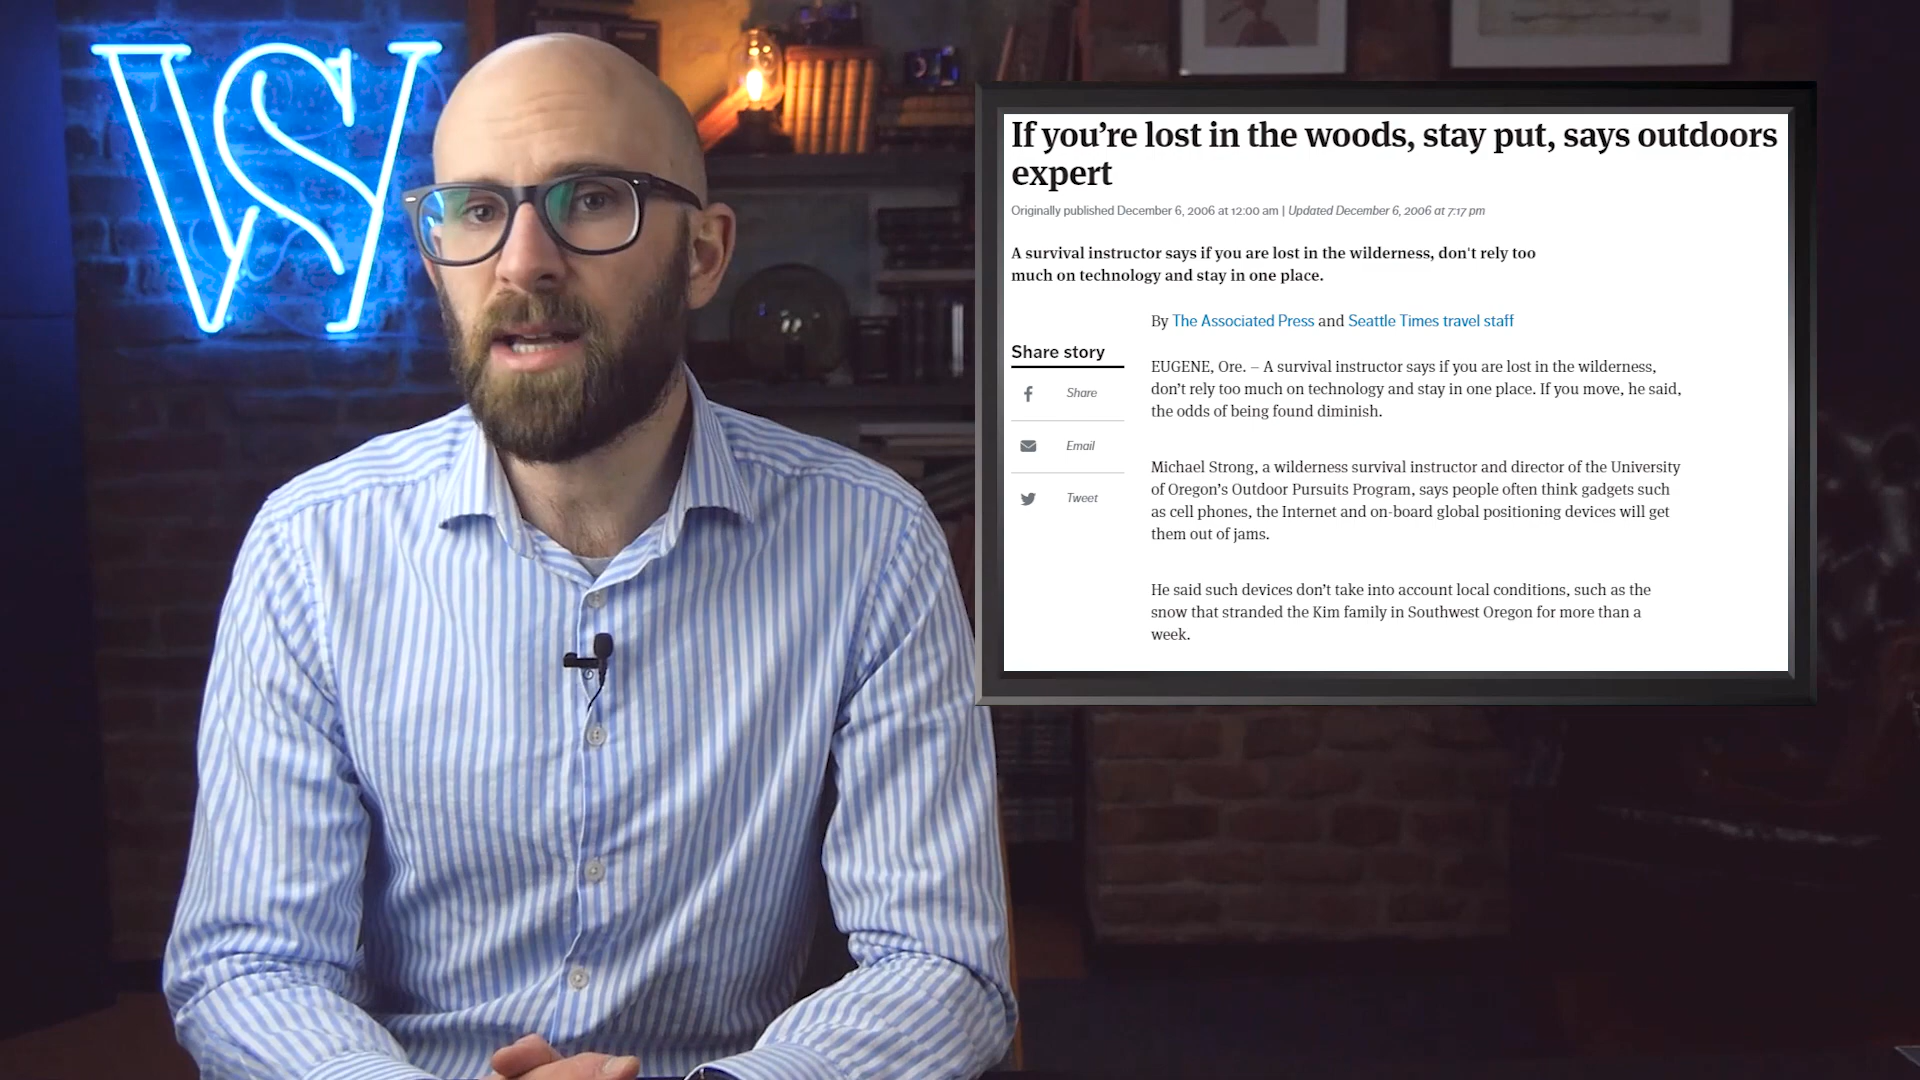 WS
If you’re lost in the woods, stay put, says outdoors
expert
Originally published December 6, 2006 at 12:00 am | Updated December 6, 2006 at 7:17 pm
A survival instructor says if you are lost in the wilderness, don't rely too
much on technology and stay in one place.
By The Associated Press and Seattle Times travel staff
Share story
Share
Email
Tweet
EUGENE, Ore. – A survival instructor says if you are lost in the wilderness,
don’t rely too much on technology and stay in one place. If you move, he said,
the odds of being found diminish.
Michael Strong, a wilderness survival instructor and director of the University
of Oregon’s Outdoor Pursuits Program, says people often think gadgets such
as cell phones, the Internet and on-board global positioning devices will get
them out of jams.
He said such devices don’t take into account local conditions, such as the
snow that stranded the Kim family in Southwest Oregon for more than a
week.